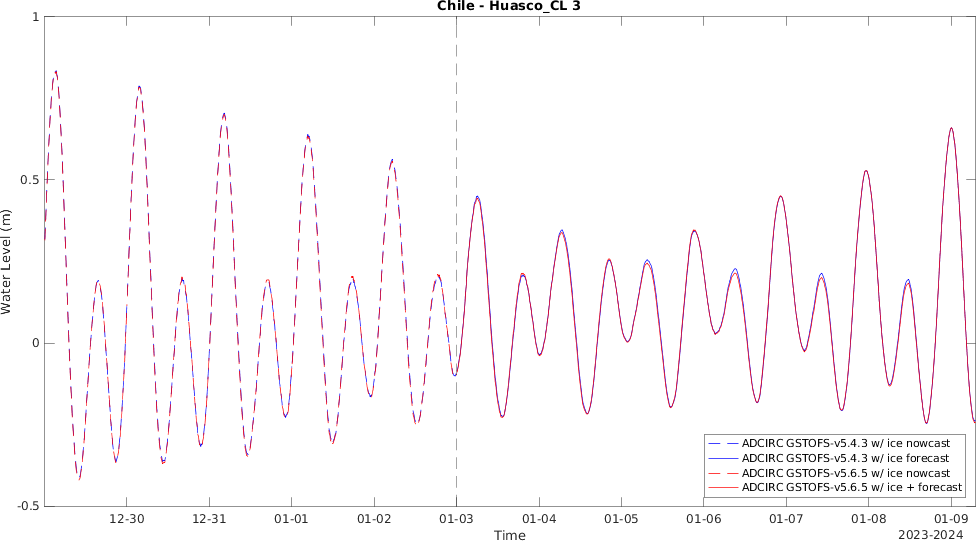 Chile - Huasco_CL 3
1
0.5
0
-0.5
Water Level (m)
12-30 12-31 01-01 01-02 01-03 01-04 01-05 01-06 01-07 01-08 01-09
Time
2023-2024
ADCIRC GSTOFS-v5.4.3 w/ ice nowcast
ADCIRC GSTOFS-v5.4.3 w/ ice forecast
ADCIRC GSTOFS-v5.6.5 w/ ice nowcast
ADCIRC GSTOFS-v5.6.5 w/ ice + forecast